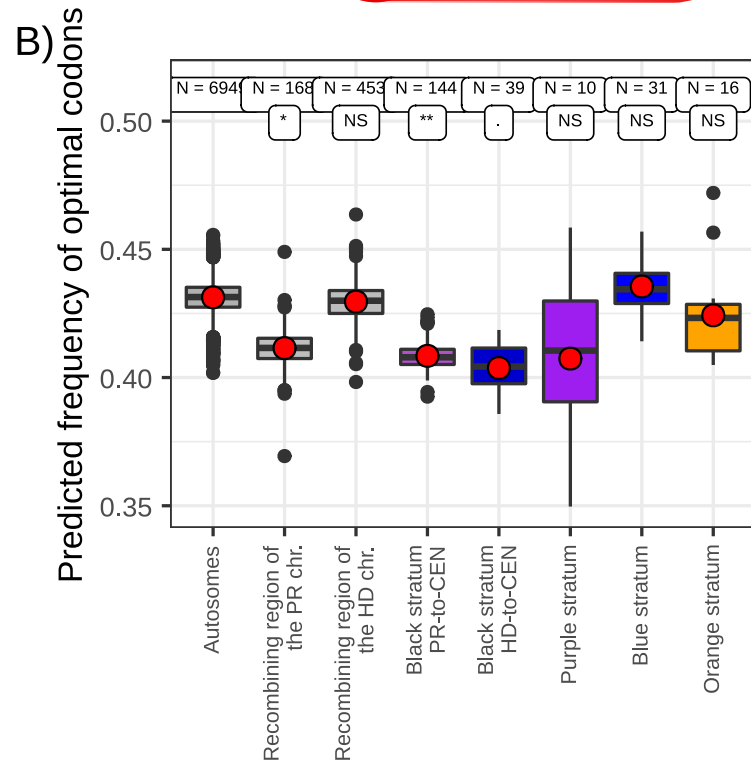 B)
Predicted frequency of optimal codons
N = 6949
N = 168
N = 453
N = 144
N = 39
N = 10
N = 31
N = 16
*
NS
**
.
NS
NS
NS
0.50
0.45
0.40
0.35
Autosomes
Recombining region of
the PR chr.
Recombining region of
the HD chr.
Black stratum
PR-to-CEN
Black stratum
HD-to-CEN
Purple stratum
Blue stratum
Orange stratum